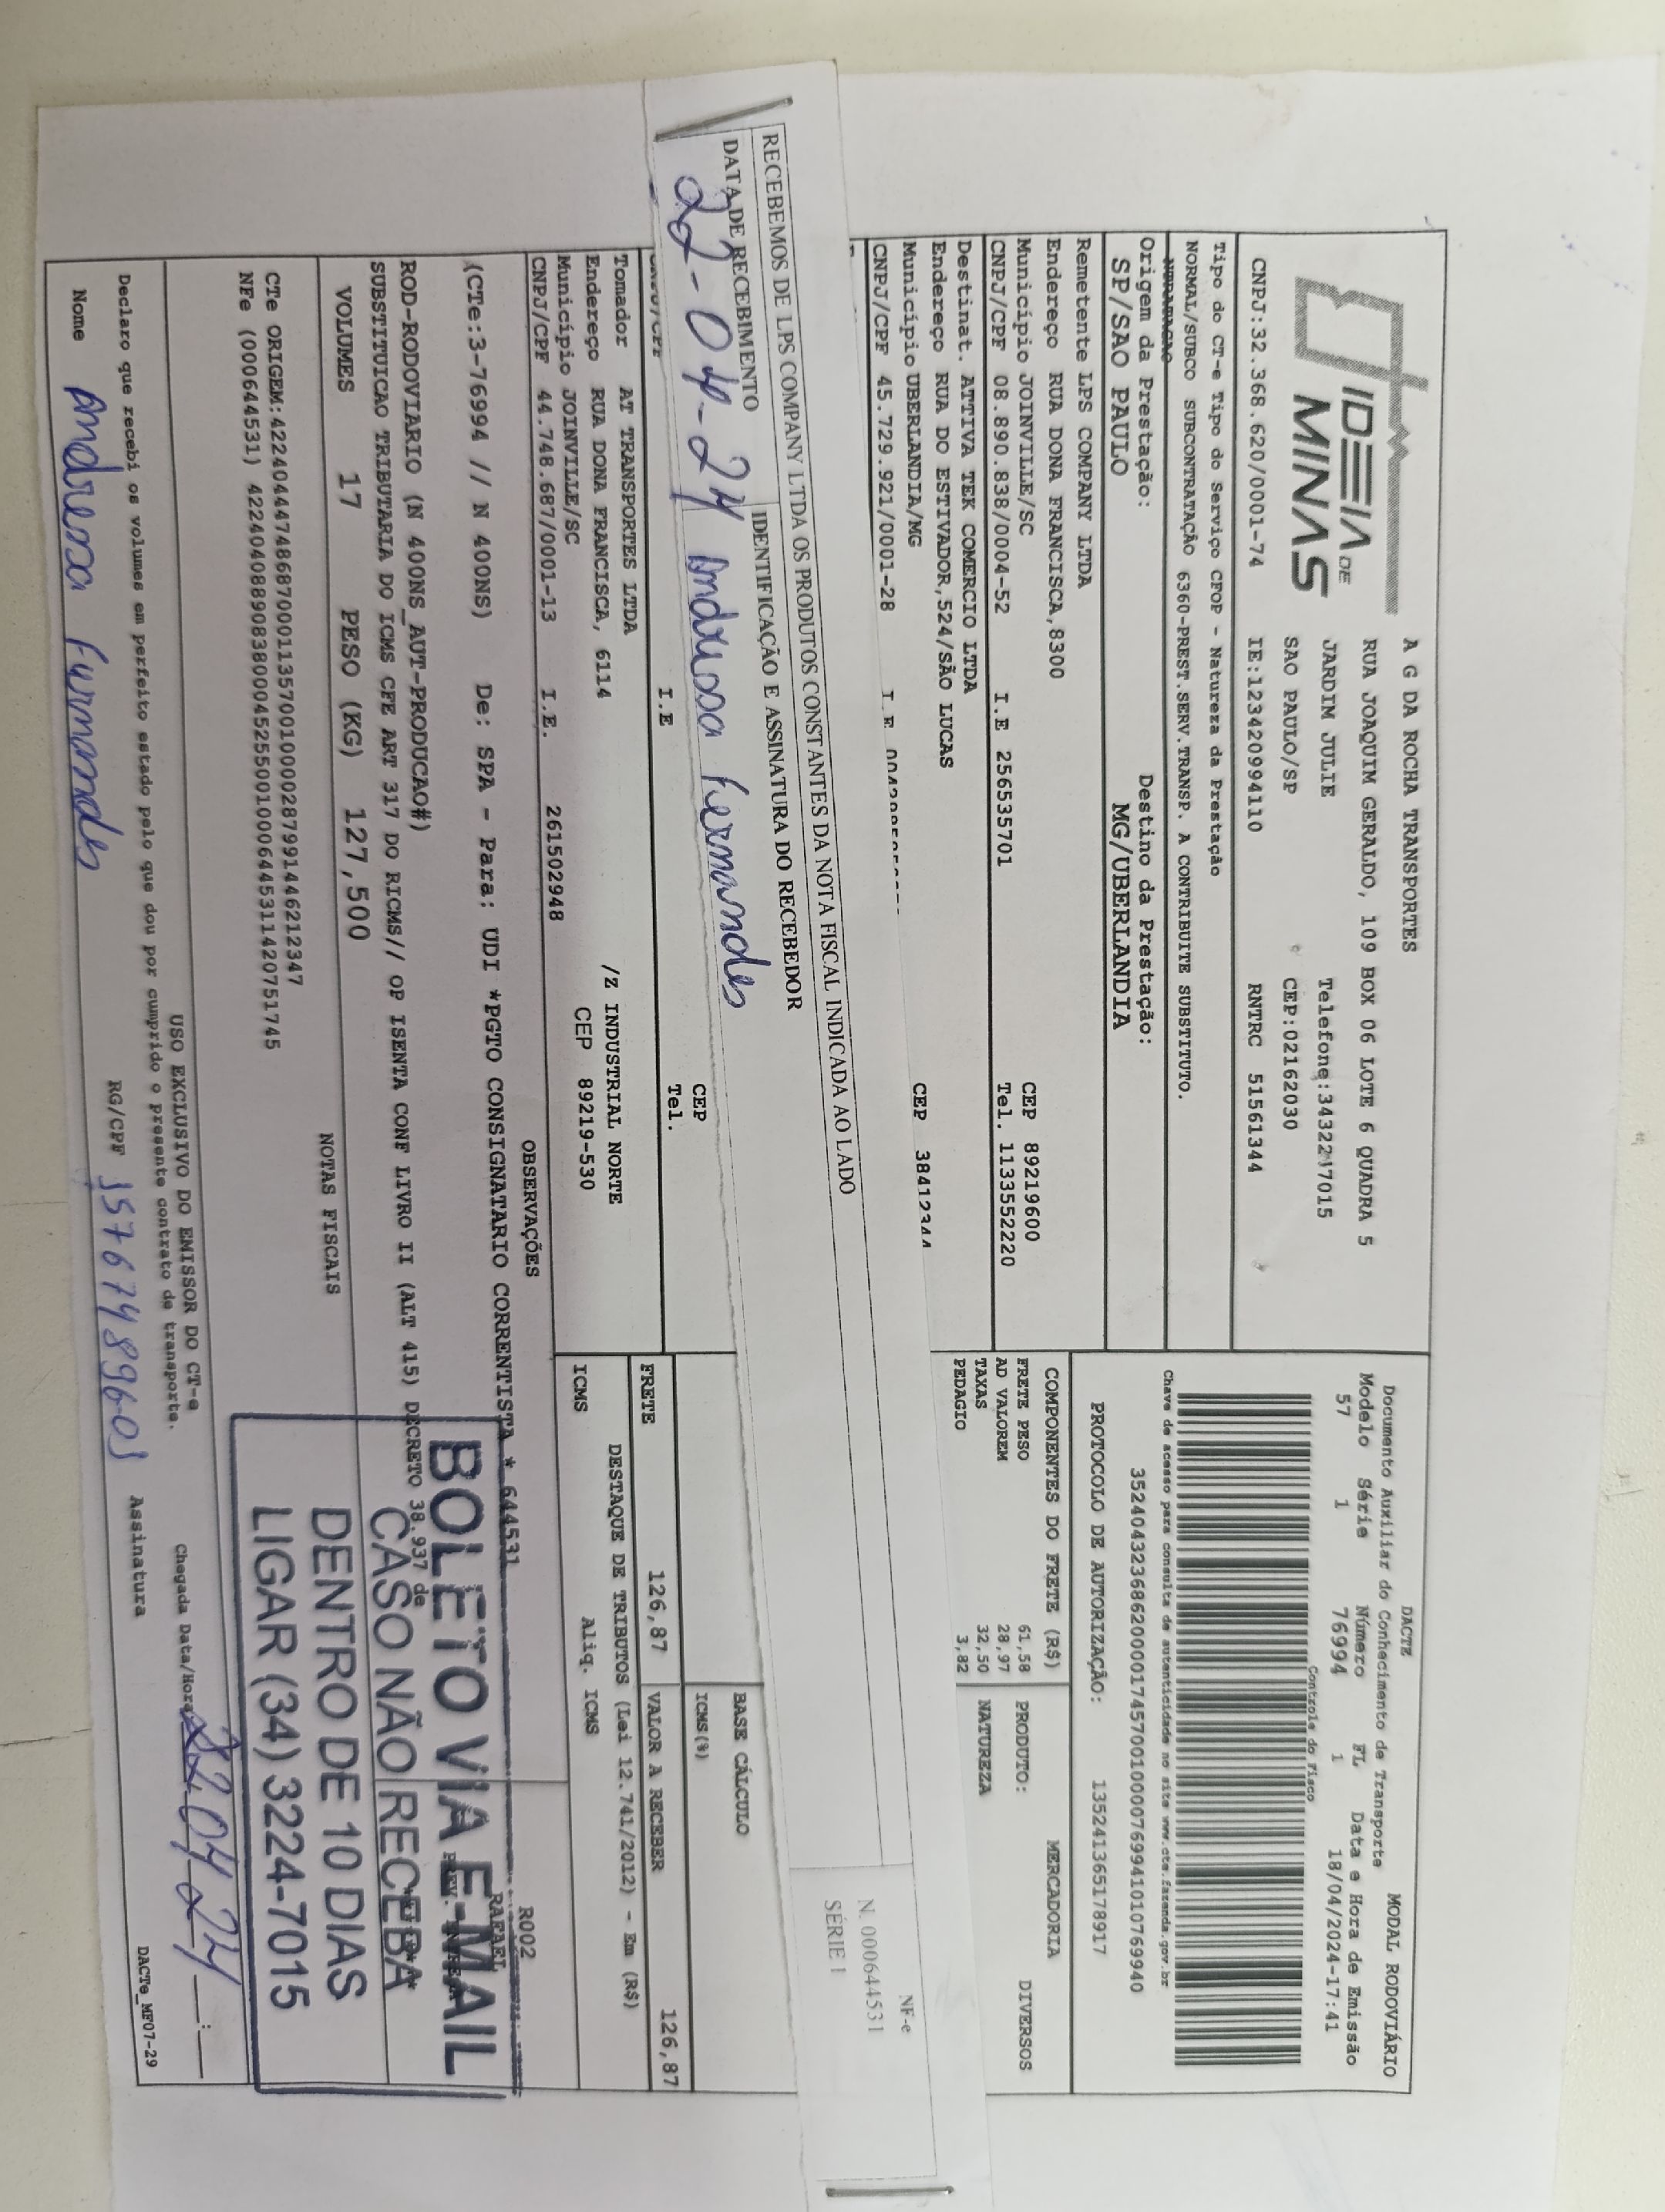 IDEIA DE
MINAS
A G DA ROCHA TRANSPORTES
RUA JOAQUIM GERALDO, 109 BOX 06 LOTE 6 QUADRA 5
JARDIM JULIE Telefone:3432247015
SAO PAULO/SP CEP:02162030
CNPJ:32.368.620/0001-74 IE:123420994110 RNTRC 51561344
DACTE MODAL RODOVIÁRIO
Documento Auxiliar do Conhecimento de Transporte
Modelo Série Número FL Data e Hora de Emissão
57 1 76994 1 18/04/2024-17:41
Controle do Fisco
Chave de acesso para consulta de autenticidade no site www.cte.fazenda.gov.br
35240432368620000174570010000769941010769940
PROTOCOLO DE AUTORIZAÇÃO: 135241365178917
Tipo do CT-e Tipo do Serviço CFOP - Natureza da Prestação
NORMAL/SUBCO SUBCONTRATAÇÃO 6360-PREST.SERV.TRANSP. A CONTRIBUITE SUBSTITUTO.
Origem da Prestação: Destino da Prestação:
SP/SAO PAULO MG/UBERLANDIA
Remetente LPS COMPANY LTDA
Endereço RUA DONA FRANCISCA,8300
Município JOINVILLE/SC CEP 89219600
CNPJ/CPF 08.890.838/0004-52 I.E 256535701 Tel. 1133552220
Destinat. ATTIVA TEK COMERCIO LTDA
Endereço RUA DO ESTIVADOR,524/SÃO LUCAS
Município UBERLANDIA/MG CEP 38412344
CNPJ/CPF 45.729.921/0001-28 I.E
COMPONENTES DO FRETE (R$) MERCADORIA
FRETE PESO 61,58 PRODUTO: DIVERSOS
AD VALOREM 28,97
TAXAS 32,50 NATUREZA
PEDAGIO 3,82
NF-e
N. 000644531
SÉRIE 1
RECEBEMOS DE LPS COMPANY LTDA OS PRODUTOS CONSTANTES DA NOTA FISCAL INDICADA AO LADO
DATA DE RECEBIMENTO IDENTIFICAÇÃO E ASSINATURA DO RECEBEDOR
22-04-24 Andressa Fernandes
CEP
I.E Tel.
BASE CÁLCULO
ICMS(%)
FRETE 126,87 VALOR A RECEBER 126,87
DESTAQUE DE TRIBUTOS (Lei 12.741/2012) - Em (R$)
ICMS Aliq. ICMS
Tomador AT TRANSPORTES LTDA
Endereço RUA DONA FRANCISCA, 6114 /Z INDUSTRIAL NORTE
Município JOINVILLE/SC CEP 89219-530
CNPJ/CPF 44.748.687/0001-13 I.E. 261502948
OBSERVAÇÕES
R002
RAFAEL
(CTe:3-76994 // N 400NS) De: SPA - Para: UDI *PGTO CONSIGNATARIO CORRENTISTA * 644531
ROD-RODOVIARIO (N 400NS_AUT-PRODUCAO#)
SUBSTITUICAO TRIBUTARIA DO ICMS CFE ART 317 DO RICMS// OP ISENTA CONF LIVRO II (ALT 415) DECRETO 38.937 de
VOLUMES 17 PESO (KG) 127,500
NOTAS FISCAIS
CTe ORIGEM:42240444748687000113570010000287991446212347
NFe (000644531) 42240408890838000452550010006445311420751745
BOLETO VIA E-MAIL
CASO NÃO RECEBA
DENTRO DE 10 DIAS
LIGAR (34) 3224-7015
USO EXCLUSIVO DO EMISSOR DO CT-e
Declaro que recebi os volumes em perfeito estado pelo que dou por cumprido o presente contrato de transporte.
Chegada Data/Hora 22.04.24 __:__
Nome Andressa Fernandes RG/CPF 15767489603 Assinatura
DACTe_MF07-29